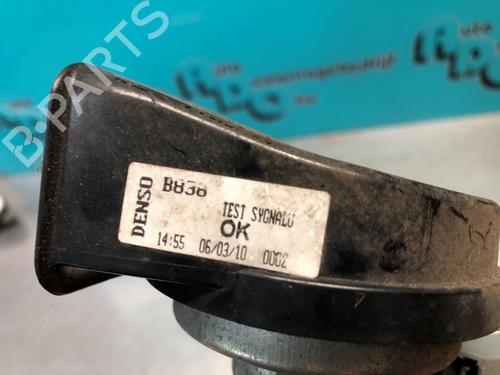 B-PARTS
DENSO
B838
TEST SYGNAŁU
OK
14:55 06/03/10 0002